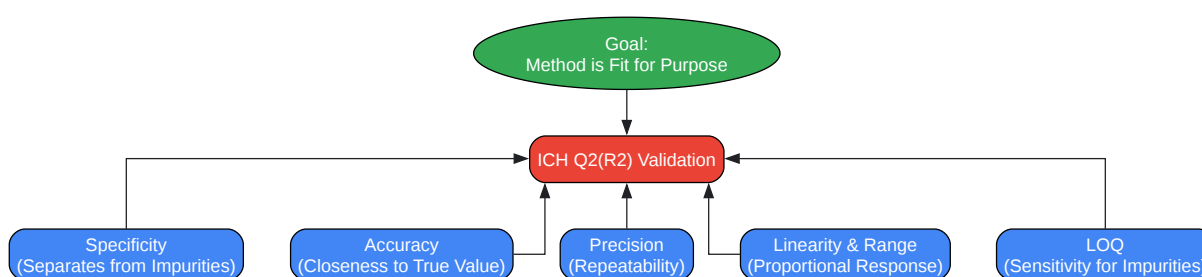 Goal:
Method is Fit for Purpose
ICH Q2(R2) Validation
Specificity
(Separates from Impurities)
Accuracy
(Closeness to True Value)
Precision
(Repeatability)
Linearity & Range
(Proportional Response)
LOQ
(Sensitivity for Impurities